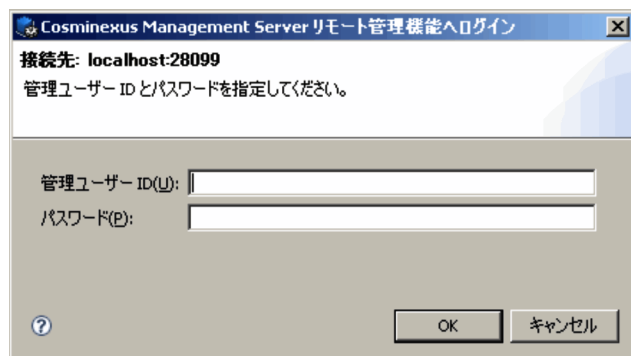 Cosminexus Management Server リモート管理機能へログイン
接続先: localhost:28099
管理ユーザー ID とパスワードを指定してください。
管理ユーザー ID(U):
パスワード(P):
OK キャンセル